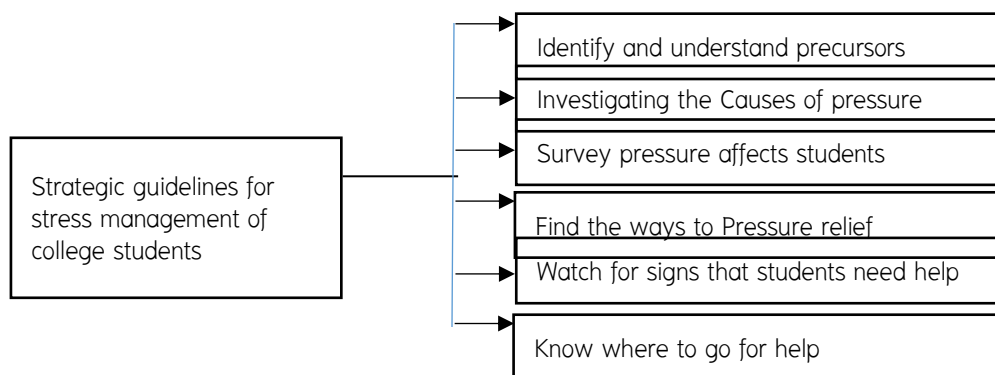 Strategic guidelines for
stress management of
college students
Identify and understand precursors
Investigating the Causes of pressure
Survey pressure affects students
Find the ways to Pressure relief
Watch for signs that students need help
Know where to go for help